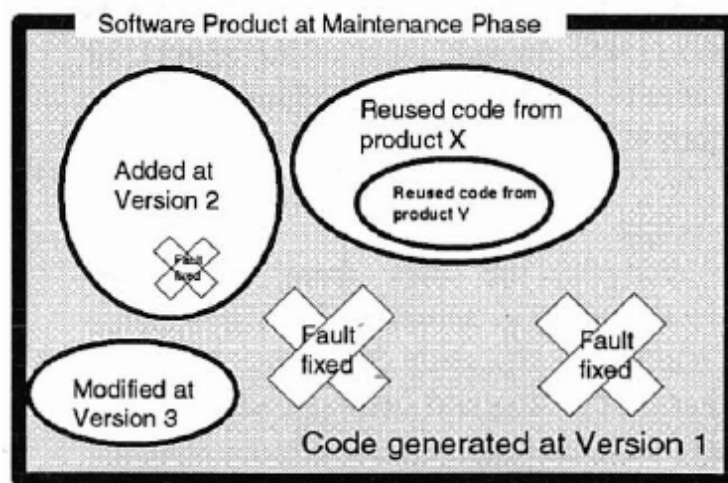 Software Product at Maintenance Phase
Reused code from
product X
Reused code from
product Y
Added at
Version 2
Fault
fixed
Fault
fixed
Fault
fixed
Modified at
Version 3
Code generated at Version 1